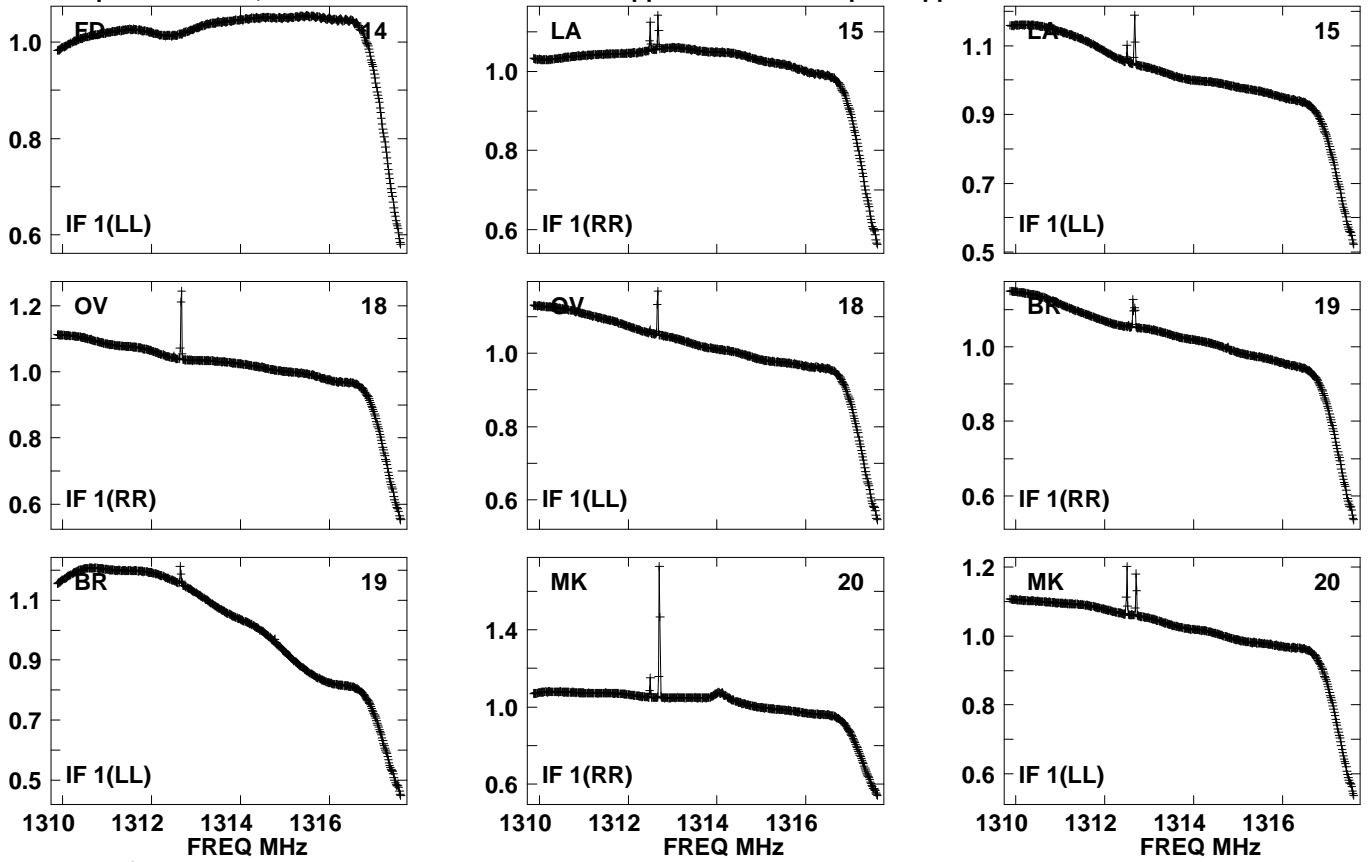 FD 14
1.0
0.8
0.6
IF 1(LL)
LA 15
1.0
0.8
0.6
IF 1(RR)
LA 15
1.1
0.9
0.7
0.5
IF 1(LL)
OV 18
1.2
1.0
0.8
0.6
IF 1(RR)
OV 18
1.0
0.8
0.6
IF 1(LL)
BR 19
1.0
0.8
0.6
IF 1(RR)
BR 19
1.1
0.9
0.7
0.5
IF 1(LL)
1310 1312 1314 1316
FREQ MHz
MK 20
1.4
1.0
0.6
IF 1(RR)
1310 1312 1314 1316
FREQ MHz
MK 20
1.2
1.0
0.8
0.6
IF 1(LL)
1310 1312 1314 1316
FREQ MHz